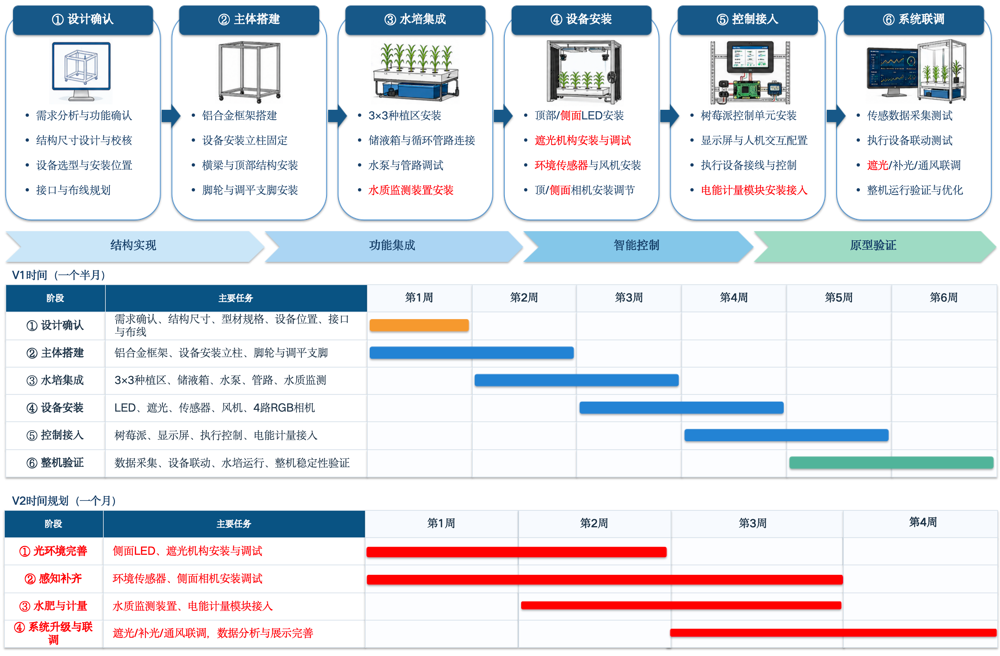 ① 设计确认
② 主体搭建
③ 水培集成
④ 设备安装
⑤ 控制接入
⑥ 系统联调
• 需求分析与功能确认
• 结构尺寸设计与校核
• 设备选型与安装位置
• 接口与布线规划
• 铝合金框架搭建
• 设备安装立柱固定
• 横梁与顶部结构安装
• 脚轮与调平支脚安装
• 3×3种植区安装
• 储液箱与循环管路连接
• 水泵与管路调试
• 水质监测装置安装
• 顶部/侧面LED安装
• 遮光机构安装与调试
• 环境传感器与风机安装
• 顶/侧面相机安装调节
• 树莓派控制单元安装
• 显示屏与人机交互配置
• 执行设备接线与控制
• 电能计量模块安装接入
• 传感数据采集测试
• 执行设备联动测试
• 遮光/补光/通风联调
• 整机运行验证与优化
结构实现
功能集成
智能控制
原型验证
V1时间（一个半月）
阶段 主要任务 第1周 第2周 第3周 第4周 第5周 第6周
① 设计确认 需求确认、结构尺寸、型材规格、设备位置、接口
与布线
② 主体搭建 铝合金框架、设备安装立柱、脚轮与调平支脚
③ 水培集成 3×3种植区、储液箱、水泵、管路、水质监测
④ 设备安装 LED、遮光、传感器、风机、4路RGB相机
⑤ 控制接入 树莓派、显示屏、执行控制、电能计量接入
⑥ 整机验证 数据采集、设备联动、水培运行、整机稳定性验证
V2时间规划（一个月）
阶段 主要任务 第1周 第2周 第3周 第4周
① 光环境完善 侧面LED、遮光机构安装与调试
② 感知补齐 环境传感器、侧面相机安装调试
③ 水肥与计量 水质监测装置、电能计量模块接入
④ 系统升级与联
调
遮光/补光/通风联调，数据分析与展示完善